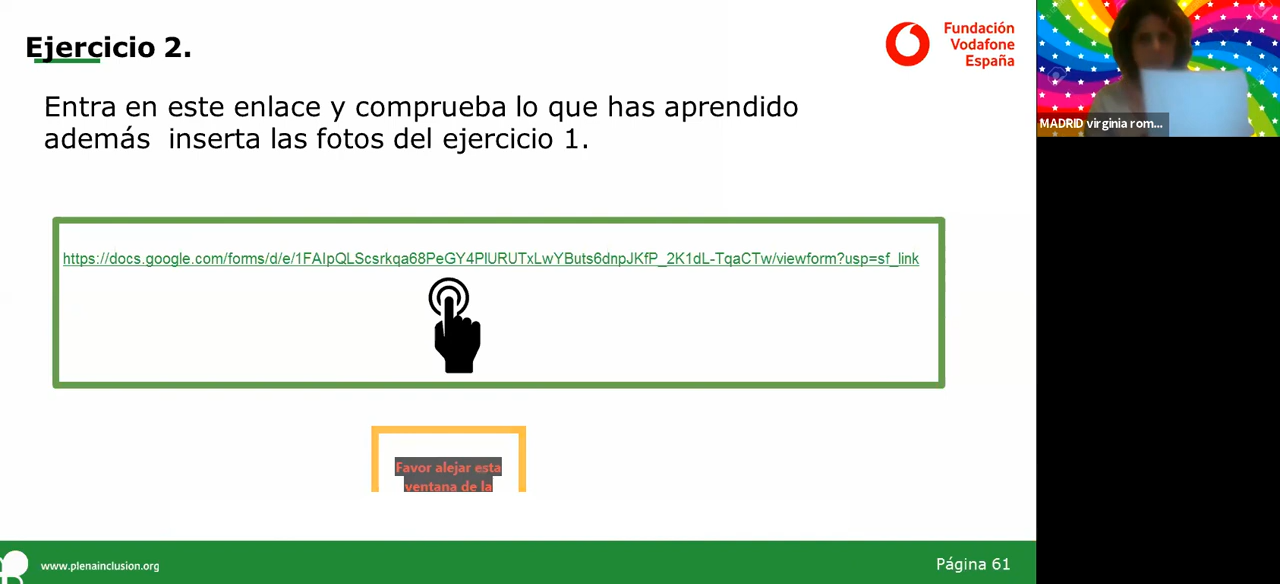 Ejercicio 2.
Fundación
Vodafone
España
MADRID virginia rom...
Entra en este enlace y comprueba lo que has aprendido
además inserta las fotos del ejercicio 1.
https://docs.google.com/forms/d/e/1FAIpQLScsrkqa68PeGY4PlURUTxLwYButs6dnpJKfP_2K1dL-TqaCTw/viewform?usp=sf_link
Favor alejar esta
ventana de la
www.plenainclusion.org
Página 61